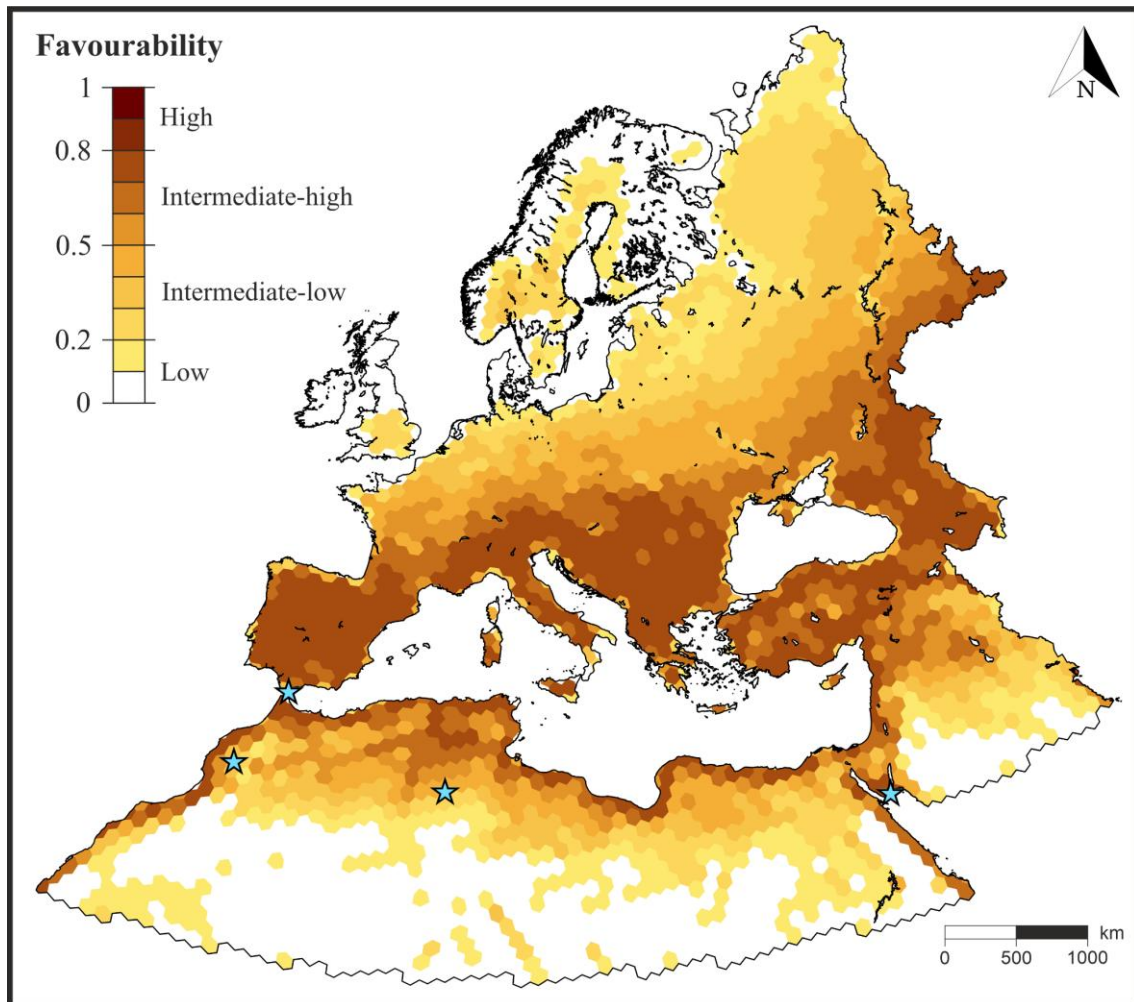 Favourability
1
High
0.8
Intermediate-high
0.5
Intermediate-low
0.2
Low
0
N
km
0 500 1000